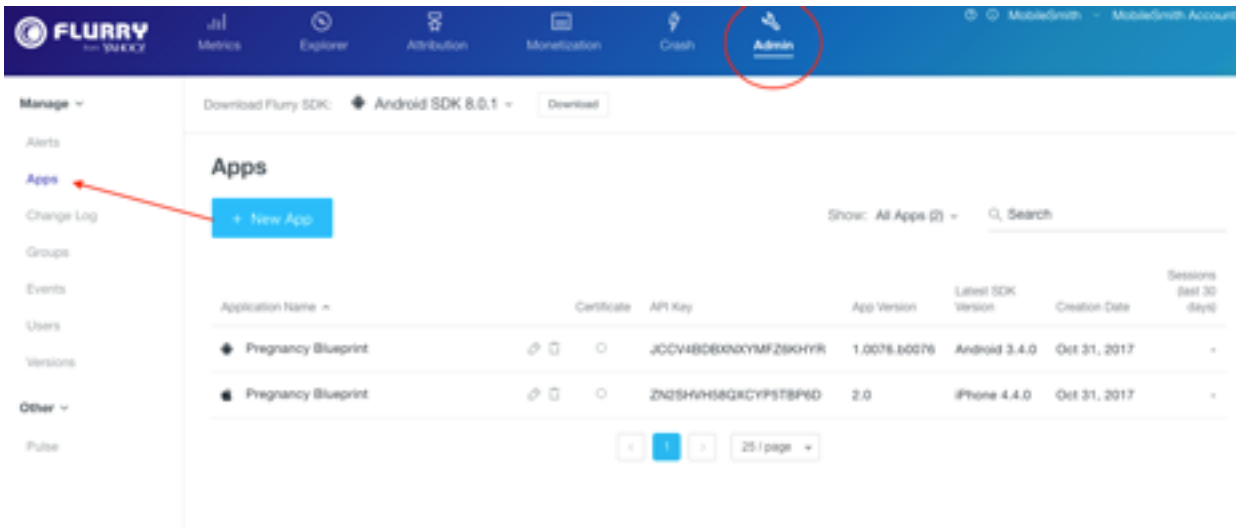 FLURRY
from YAHOO!
Metrics
Explorer
Attribution
Monetization
Crash
Admin
MobileSmith - MobileSmith Account
Manage
Download Flurry SDK: Android SDK 8.0.1
Download
Alerts
Apps
Apps
Change Log
+ New App
Show: All Apps (2)
Search
Groups
Events
Users
Versions
Other
Pulse
Application Name
Certificate
API Key
App Version
Latest SDK Version
Creation Date
Sessions (last 30 days)
Pregnancy Blueprint 1.0076.b0076 Android 3.4.0 Oct 31, 2017 -
Pregnancy Blueprint 2.0 iPhone 4.4.0 Oct 31, 2017 -
< 1 > 25 / page